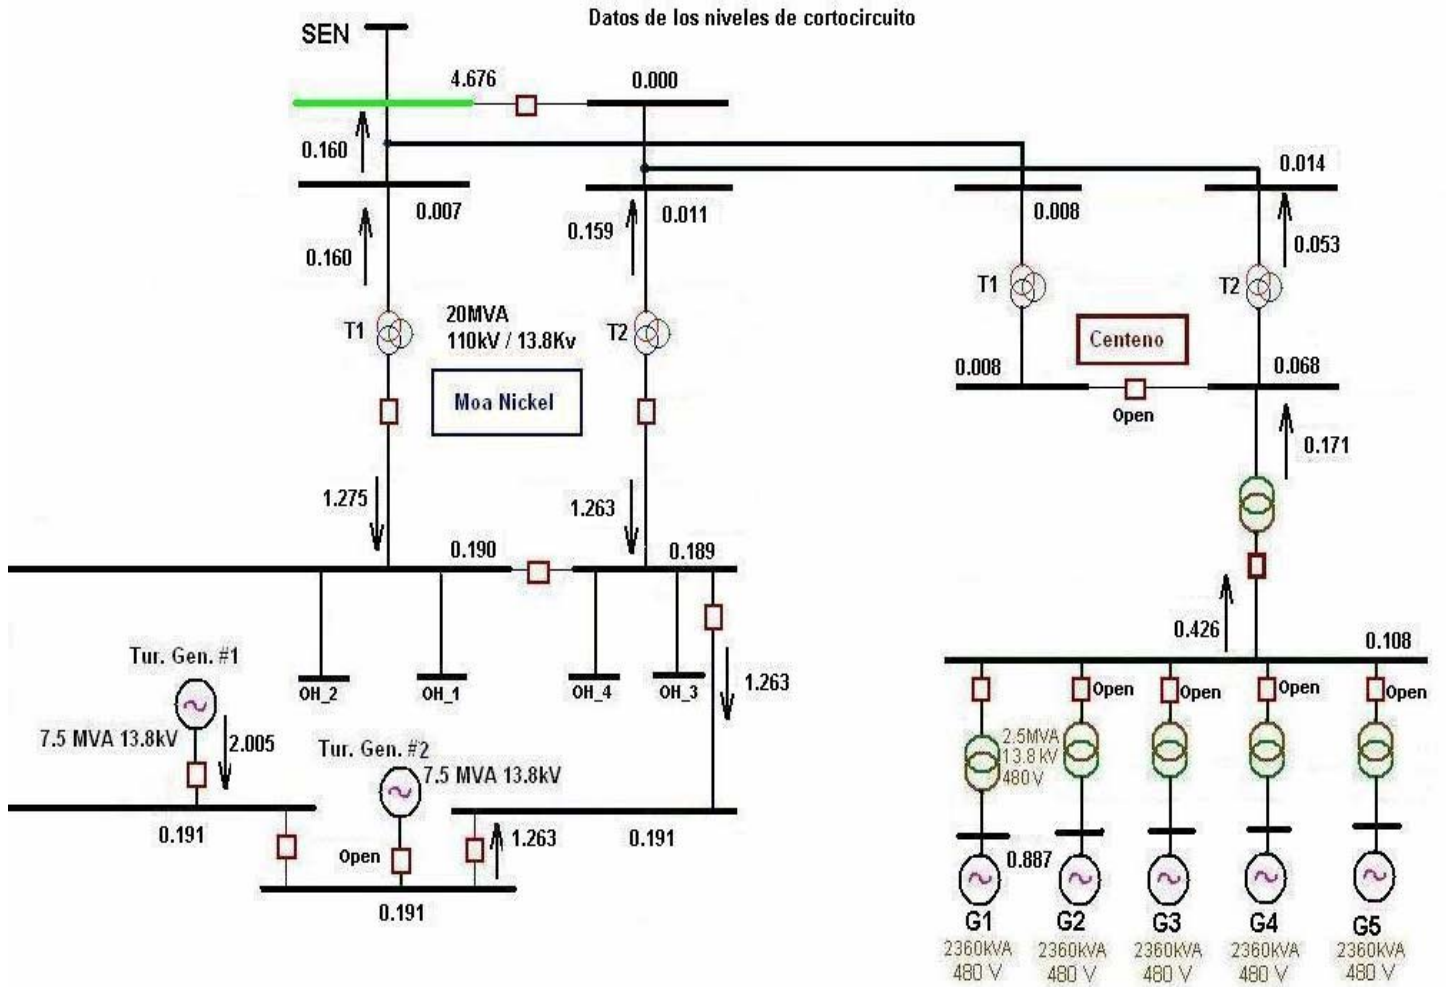 Datos de los niveles de cortocircuito
SEN
4.676
0.000
0.160
0.014
0.007
0.011
0.008
0.159
0.053
0.160
T1
20MVA
110kV / 13.8Kv
T2
T1
T2
Moa Nickel
Centeno
0.008
0.068
Open
0.171
1.275
1.263
0.190
0.189
0.426
0.108
Tur. Gen. #1
OH_2
OH_1
OH_4
OH_3
1.263
Open
Open
Open
Open
7.5 MVA 13.8kV
2.005
Tur. Gen. #2
7.5 MVA 13.8kV
2.5MVA
13.8 kV
480 V
0.191
Open
1.263
0.191
0.887
0.191
G1
G2
G3
G4
G5
2360kVA
480 V
2360kVA
480 V
2360kVA
480 V
2360kVA
480 V
2360kVA
480 V